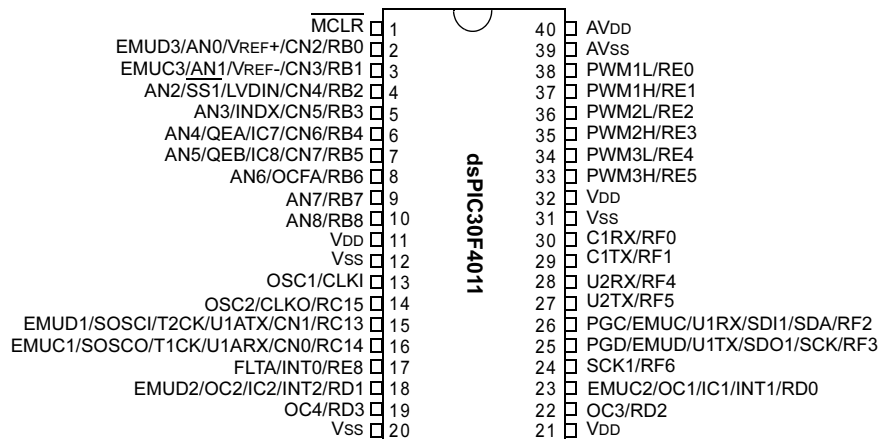 MCLR 1
EMUD3/AN0/VREF+/CN2/RB0 2
EMUC3/AN1/VREF-/CN3/RB1 3
AN2/SS1/LVDIN/CN4/RB2 4
AN3/INDX/CN5/RB3 5
AN4/QEA/IC7/CN6/RB4 6
AN5/QEB/IC8/CN7/RB5 7
AN6/OCFA/RB6 8
AN7/RB7 9
AN8/RB8 10
VDD 11
VSS 12
OSC1/CLKI 13
OSC2/CLKO/RC15 14
EMUD1/SOSCI/T2CK/U1ATX/CN1/RC13 15
EMUC1/SOSCO/T1CK/U1ARX/CN0/RC14 16
FLTA/INT0/RE8 17
EMUD2/OC2/IC2/INT2/RD1 18
OC4/RD3 19
VSS 20
dsPIC30F4011
40 AVDD
39 AVSS
38 PWM1L/RE0
37 PWM1H/RE1
36 PWM2L/RE2
35 PWM2H/RE3
34 PWM3L/RE4
33 PWM3H/RE5
32 VDD
31 VSS
30 C1RX/RF0
29 C1TX/RF1
28 U2RX/RF4
27 U2TX/RF5
26 PGC/EMUC/U1RX/SDI1/SDA/RF2
25 PGD/EMUD/U1TX/SDO1/SCK/RF3
24 SCK1/RF6
23 EMUC2/OC1/IC1/INT1/RD0
22 OC3/RD2
21 VDD